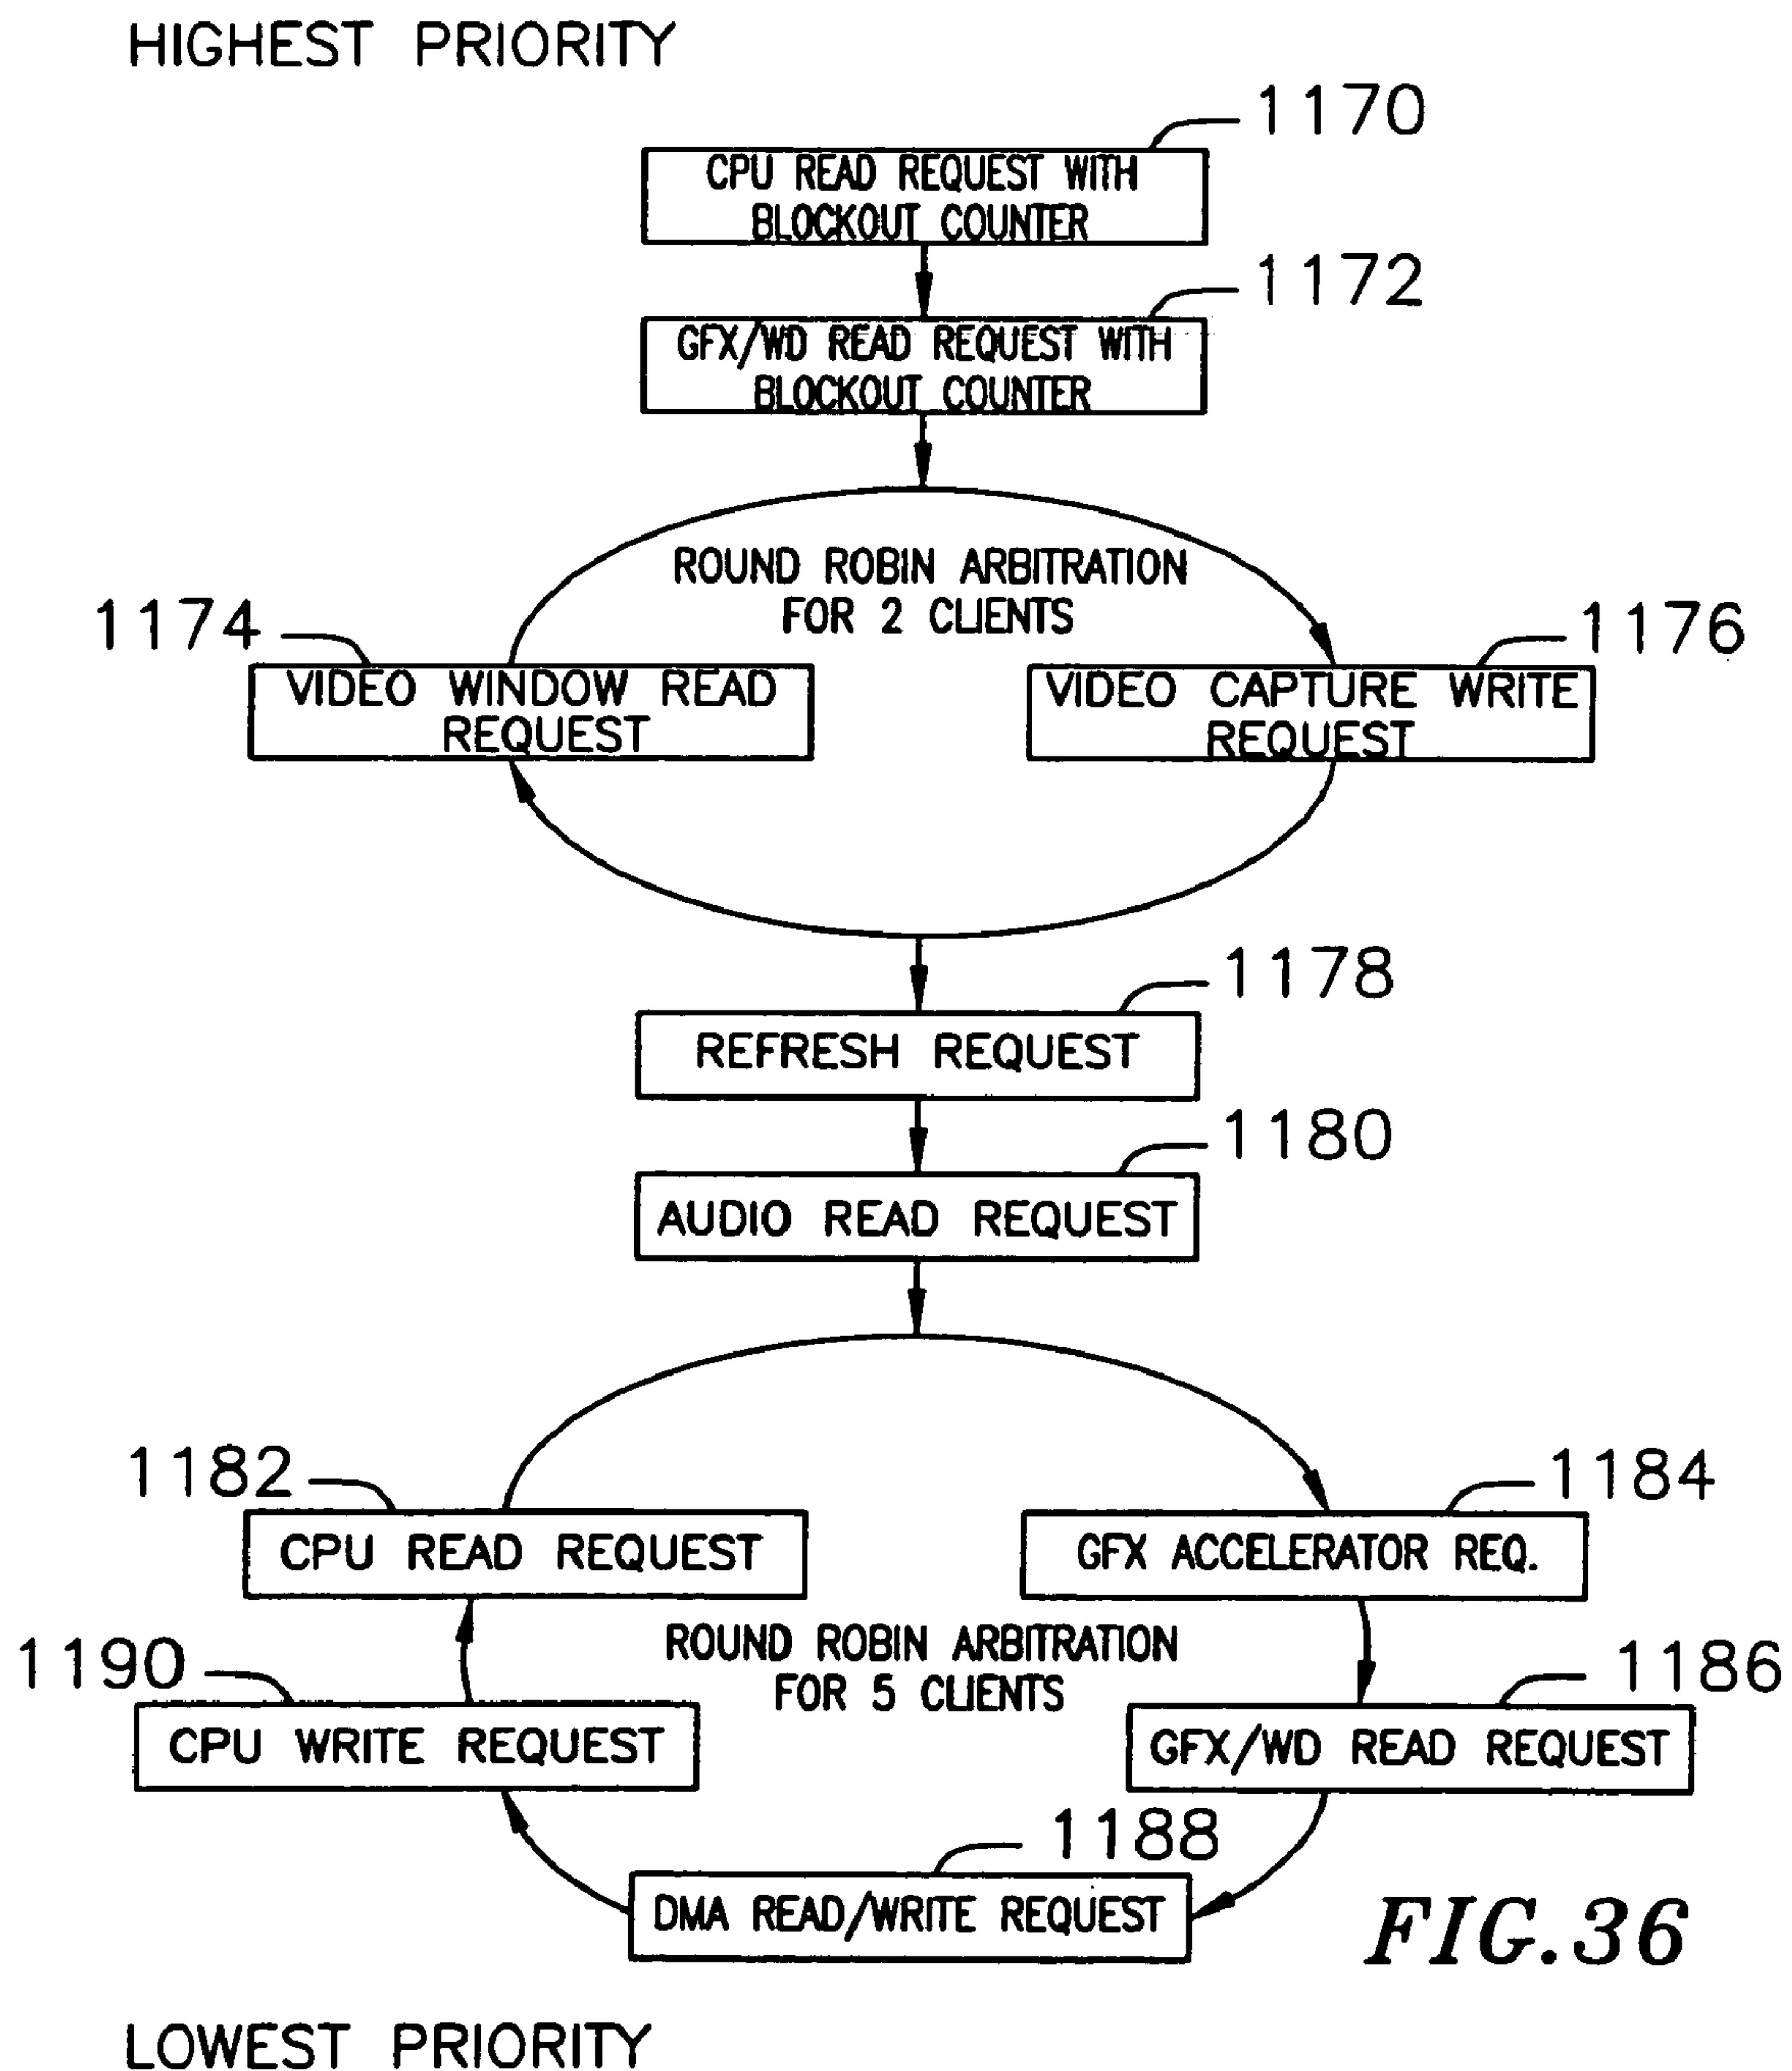 HIGHEST PRIORITY
1170
CPU READ REQUEST WITH
BLOCKOUT COUNTER
1172
GFX/WD READ REQUEST WITH
BLOCKOUT COUNTER
ROUND ROBIN ARBITRATION
FOR 2 CLIENTS
1174
1176
VIDEO WINDOW READ
REQUEST
VIDEO CAPTURE WRITE
REQUEST
1178
REFRESH REQUEST
1180
AUDIO READ REQUEST
1182
1184
CPU READ REQUEST
GFX ACCELERATOR REQ.
ROUND ROBIN ARBITRATION
FOR 5 CLIENTS
1190
1186
CPU WRITE REQUEST
GFX/WD READ REQUEST
1188
DMA READ/WRITE REQUEST
FIG.36
LOWEST PRIORITY